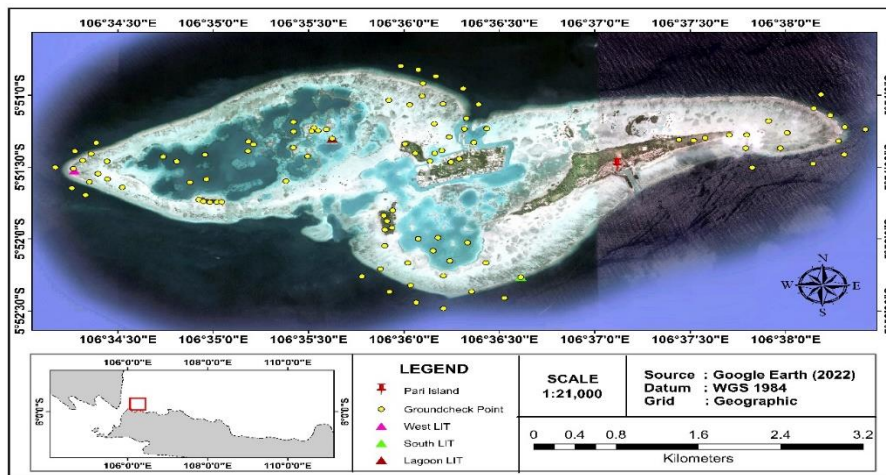 106°34'30"E 106°35'0"E 106°35'30"E 106°36'0"E 106°36'30"E 106°37'0"E 106°37'30"E 106°38'0"E
5°51'0"S
5°51'30"S
5°52'0"S
5°52'30"S
N
W E
S
106°34'30"E 106°35'0"E 106°35'30"E 106°36'0"E 106°36'30"E 106°37'0"E 106°37'30"E 106°38'0"E
106°0'0"E 108°0'0"E 110°0'0"E
8°0'0"S
8°0'0"S
106°0'0"E 108°0'0"E 110°0'0"E
LEGEND
Pari Island
Groundcheck Point
West LIT
South LIT
Lagoon LIT
SCALE
1:21,000
Source : Google Earth (2022)
Datum : WGS 1984
Grid : Geographic
0 0.4 0.8 1.6 2.4 3.2
Kilometers